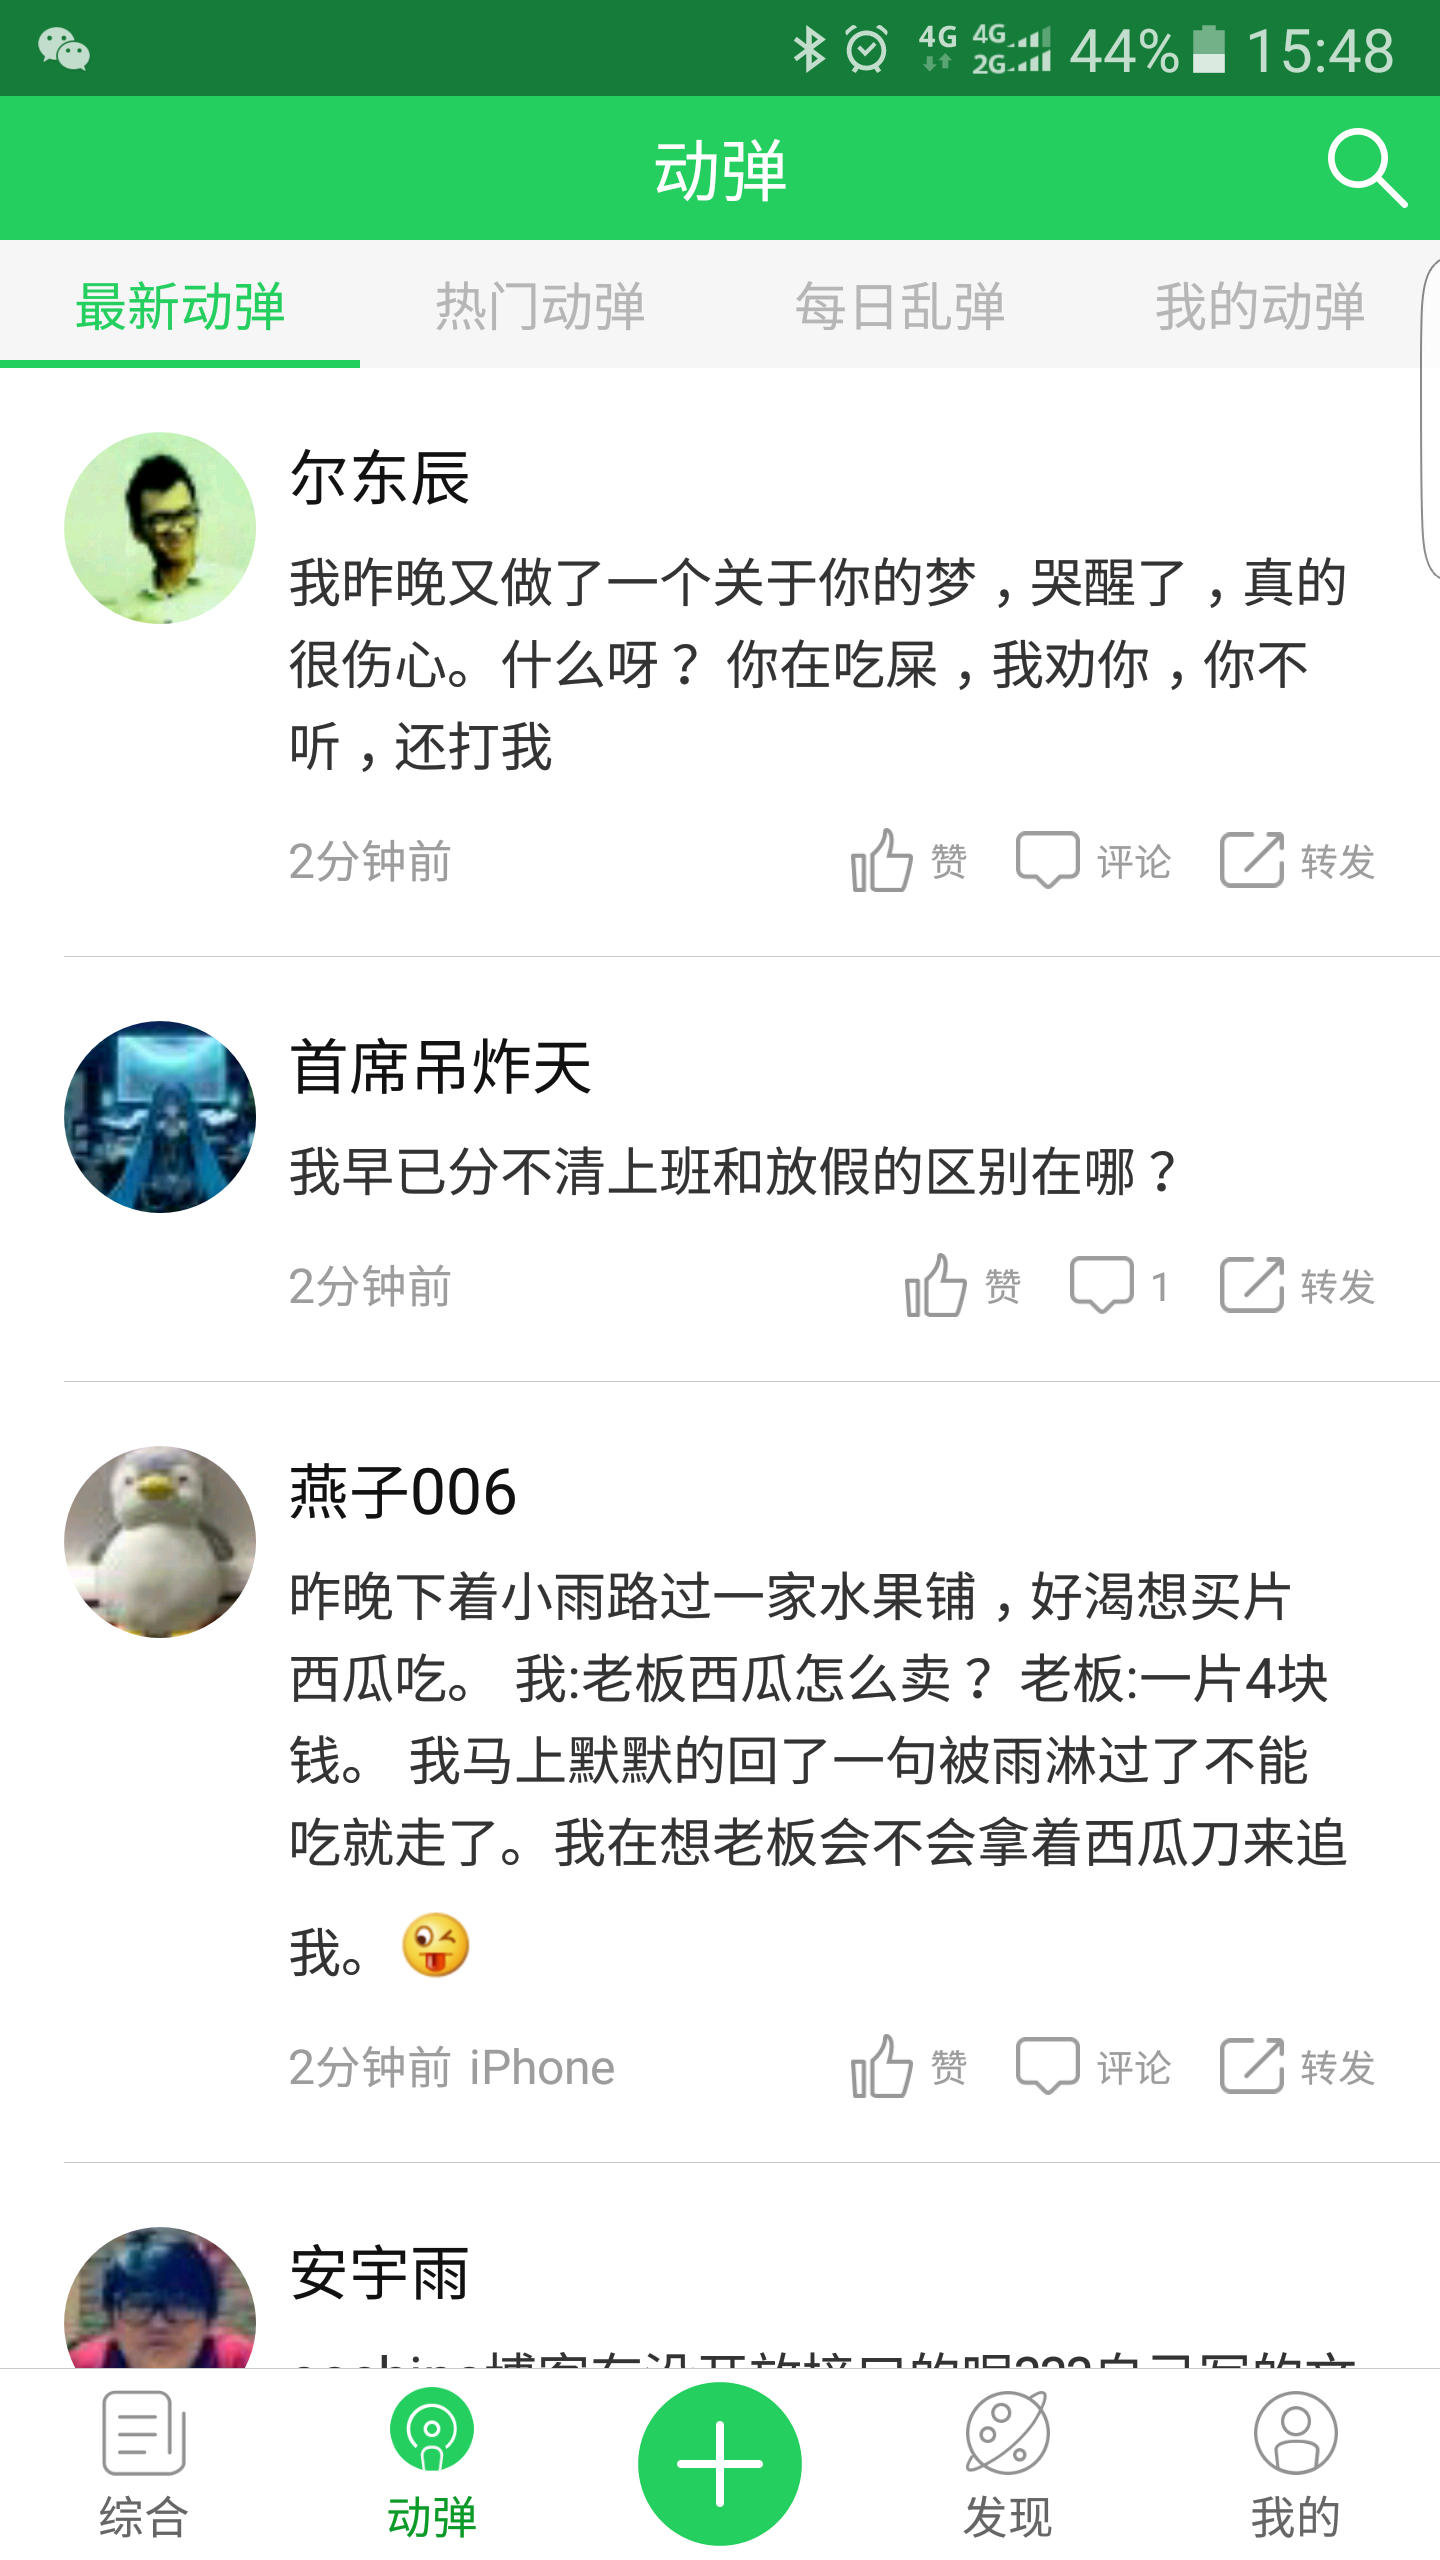 4G 4G 2G 44% 15:48
动弹
最新动弹 热门动弹 每日乱弹 我的动弹
尔东辰
我昨晚又做了一个关于你的梦，哭醒了，真的
很伤心。什么呀？ 你在吃屎，我劝你，你不
听，还打我
2分钟前 赞 评论 转发
首席吊炸天
我早已分不清上班和放假的区别在哪？
2分钟前 赞 1 转发
燕子006
昨晚下着小雨路过一家水果铺，好渴想买片
西瓜吃。 我:老板西瓜怎么卖？ 老板:一片4块
钱。 我马上默默的回了一句被雨淋过了不能
吃就走了。我在想老板会不会拿着西瓜刀来追
我。
2分钟前 iPhone 赞 评论 转发
安宇雨
综合 动弹 发现 我的